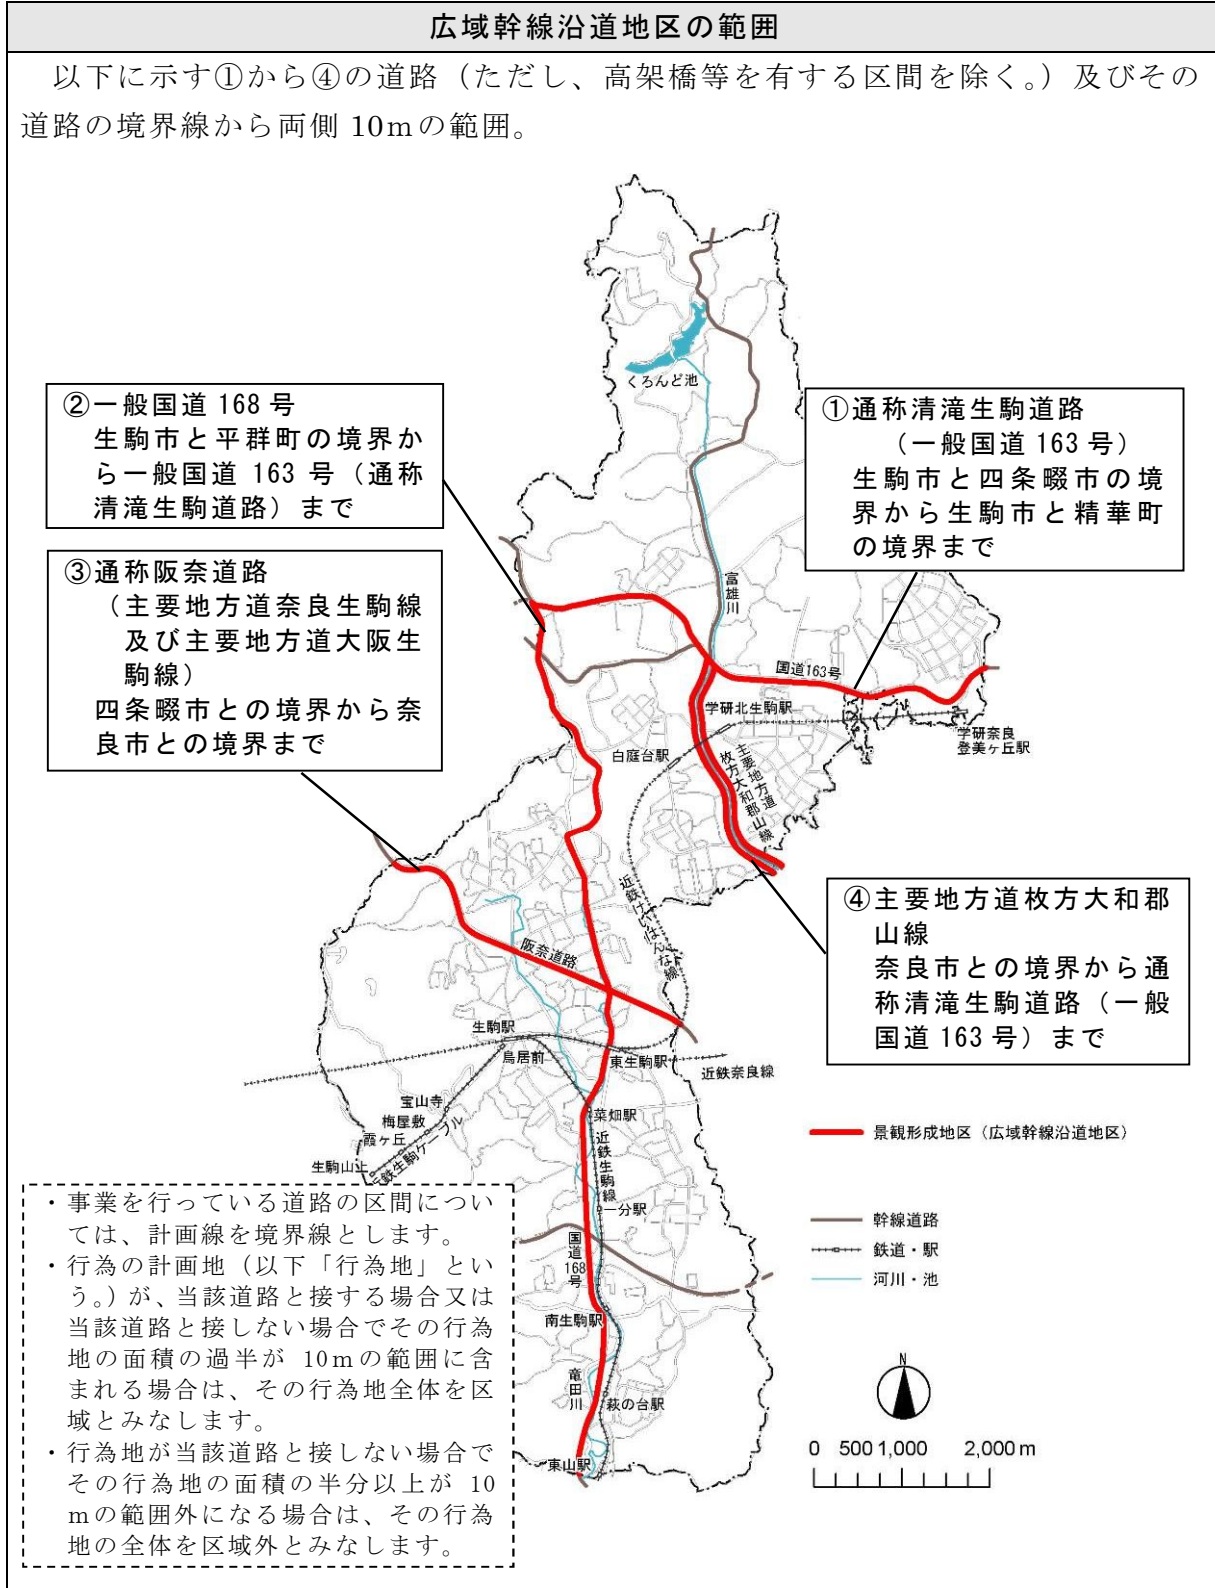 広域幹線沿道地区の範囲
以下に示す①から④の道路（ただし、高架橋等を有する区間を除く。）及びその
道路の境界線から両側 10ｍの範囲。
②一般国道 168 号
生駒市と平群町の境界か
ら一般国道 163 号（通称
清滝生駒道路）まで
③通称阪奈道路
（主要地方道奈良生駒線
及び主要地方道大阪生
駒線）
四条畷市との境界から奈
良市との境界まで
①通称清滝生駒道路
（一般国道 163 号）
生駒市と四条畷市の境
界から生駒市と精華町
の境界まで
④主要地方道枚方大和郡
山線
奈良市との境界から通
称清滝生駒道路（一般
国道 163 号）まで
くろんど池
富雄川
国道163号
学研北生駒駅
学研奈良
登美ヶ丘駅
白庭台駅
主要地方道
枚方大和郡山線
近鉄けいはんな線
阪奈道路
生駒駅
鳥居前
東生駒駅
近鉄奈良線
宝山寺
梅屋敷
霞ヶ丘
生駒山上
近鉄生駒ケーブル
菜畑駅
近鉄生駒線
一分駅
国道
168
号
南生駒駅
竜田川
萩の台駅
東山駅
景観形成地区（広域幹線沿道地区）
幹線道路
鉄道・駅
河川・池
N
0 500 1,000 2,000 m
・事業を行っている道路の区間につい
ては、計画線を境界線とします。
・行為の計画地（以下「行為地」とい
う。）が、当該道路と接する場合又は
当該道路と接しない場合でその行為
地の面積の過半が 10ｍの範囲に含
まれる場合は、その行為地全体を区
域とみなします。
・行為地が当該道路と接しない場合で
その行為地の面積の半分以上が 10
ｍの範囲外になる場合は、その行為
地の全体を区域外とみなします。